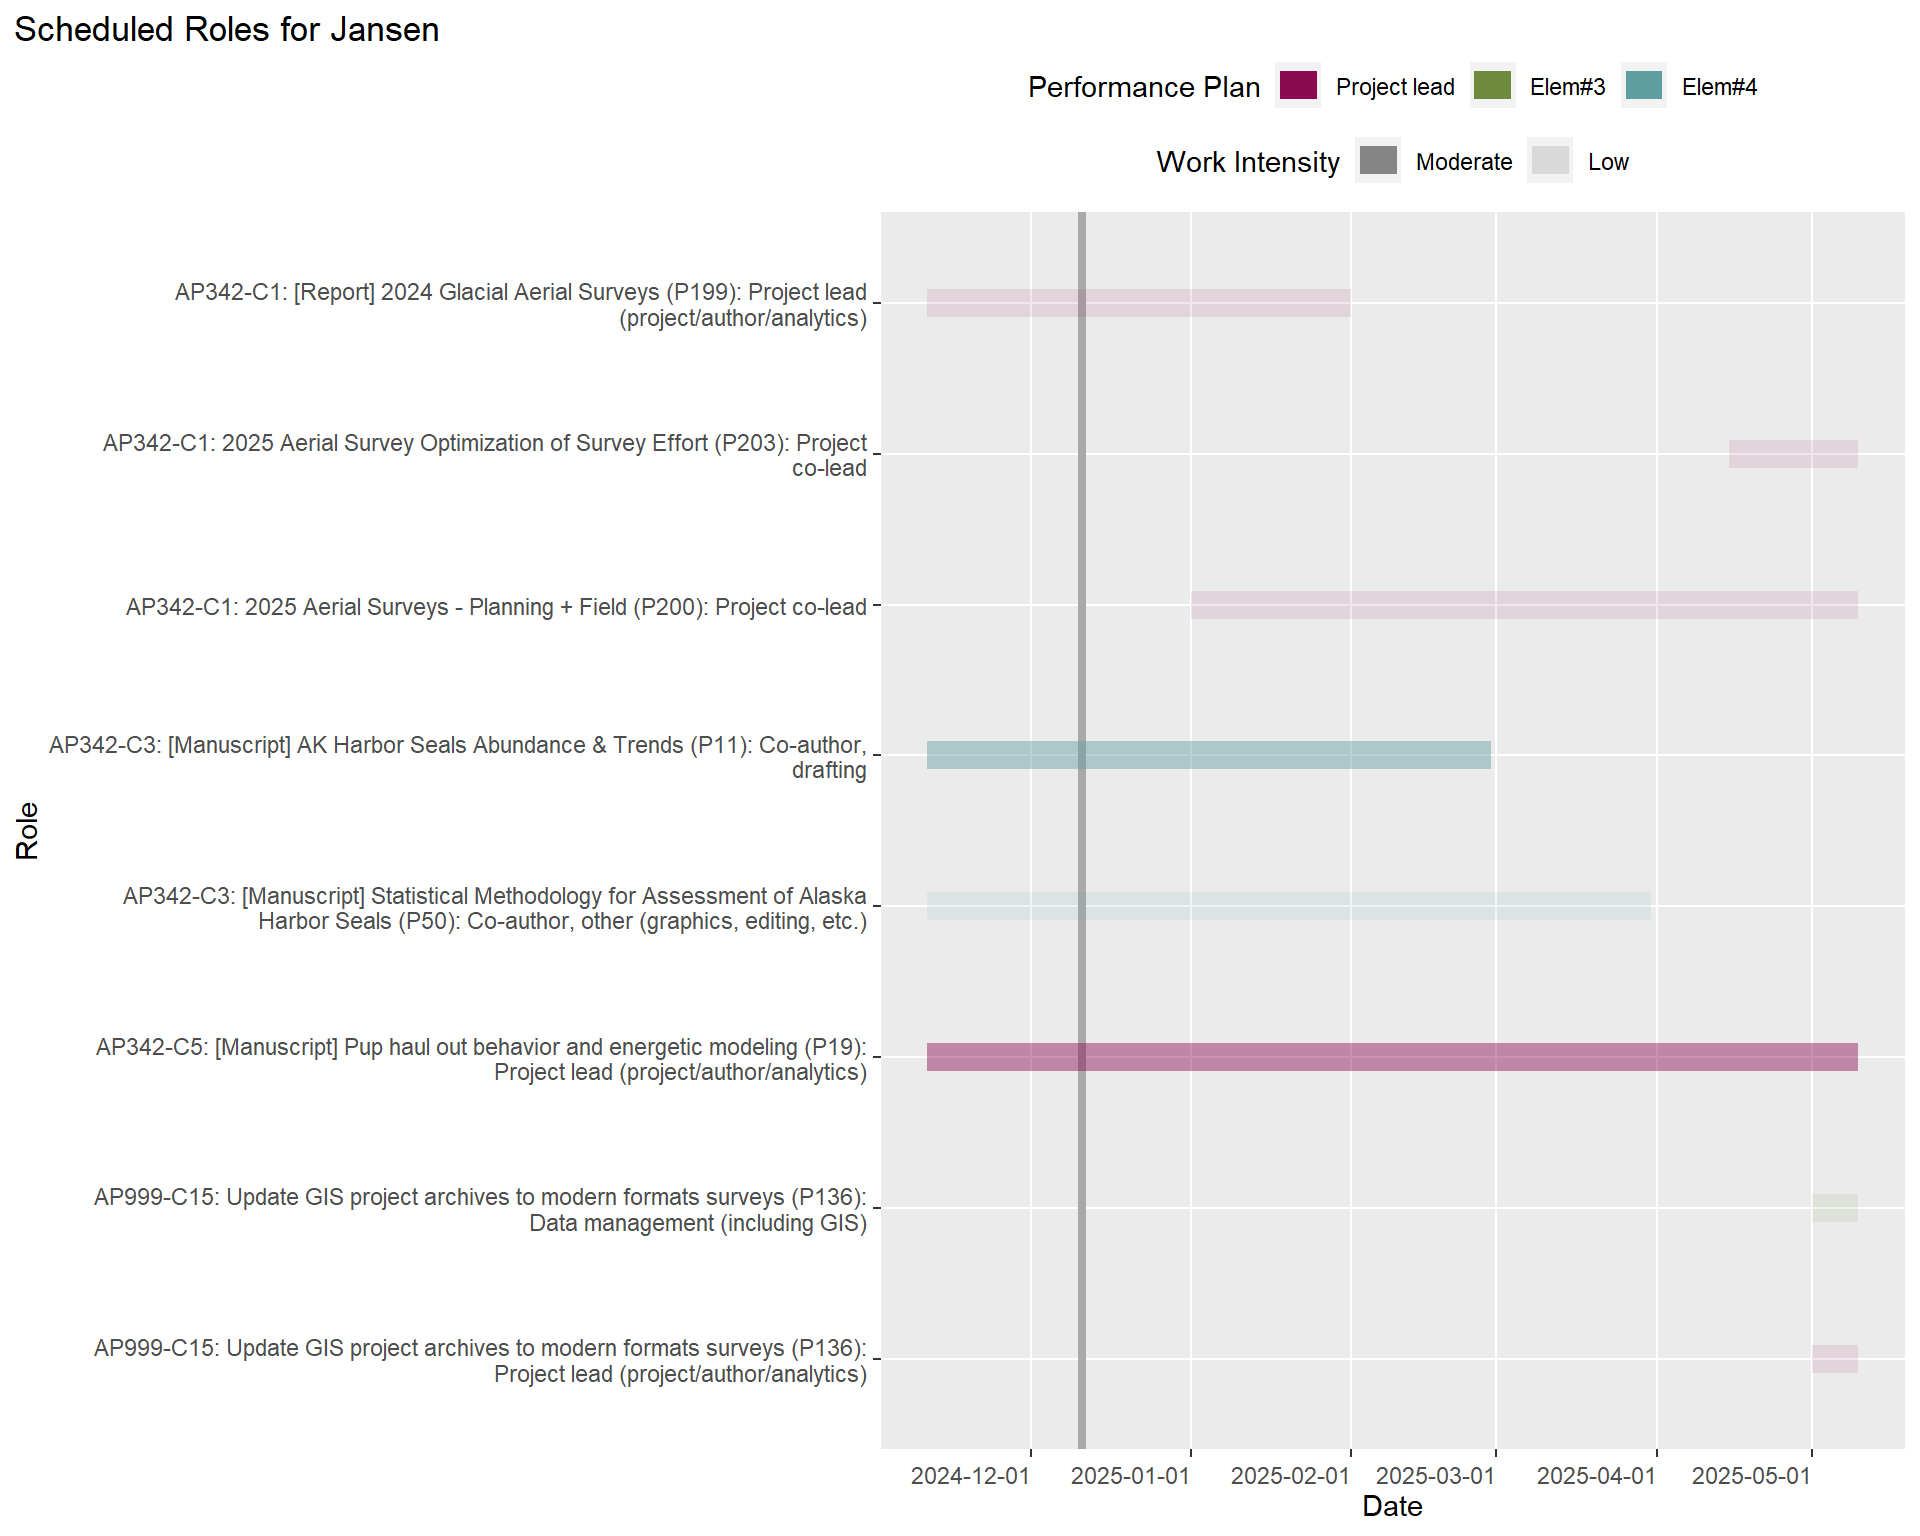 Scheduled Roles for Jansen
Performance Plan Project lead Elem#3 Elem#4
Work Intensity Moderate Low
AP342-C1: [Report] 2024 Glacial Aerial Surveys (P199): Project lead
(project/author/analytics)
AP342-C1: 2025 Aerial Survey Optimization of Survey Effort (P203): Project
co-lead
AP342-C1: 2025 Aerial Surveys - Planning + Field (P200): Project co-lead
AP342-C3: [Manuscript] AK Harbor Seals Abundance & Trends (P11): Co-author,
drafting
AP342-C3: [Manuscript] Statistical Methodology for Assessment of Alaska
Harbor Seals (P50): Co-author, other (graphics, editing, etc.)
AP342-C5: [Manuscript] Pup haul out behavior and energetic modeling (P19):
Project lead (project/author/analytics)
AP999-C15: Update GIS project archives to modern formats surveys (P136):
Data management (including GIS)
AP999-C15: Update GIS project archives to modern formats surveys (P136):
Project lead (project/author/analytics)
Role
2024-12-01 2025-01-01 2025-02-01 2025-03-01 2025-04-01 2025-05-01
Date